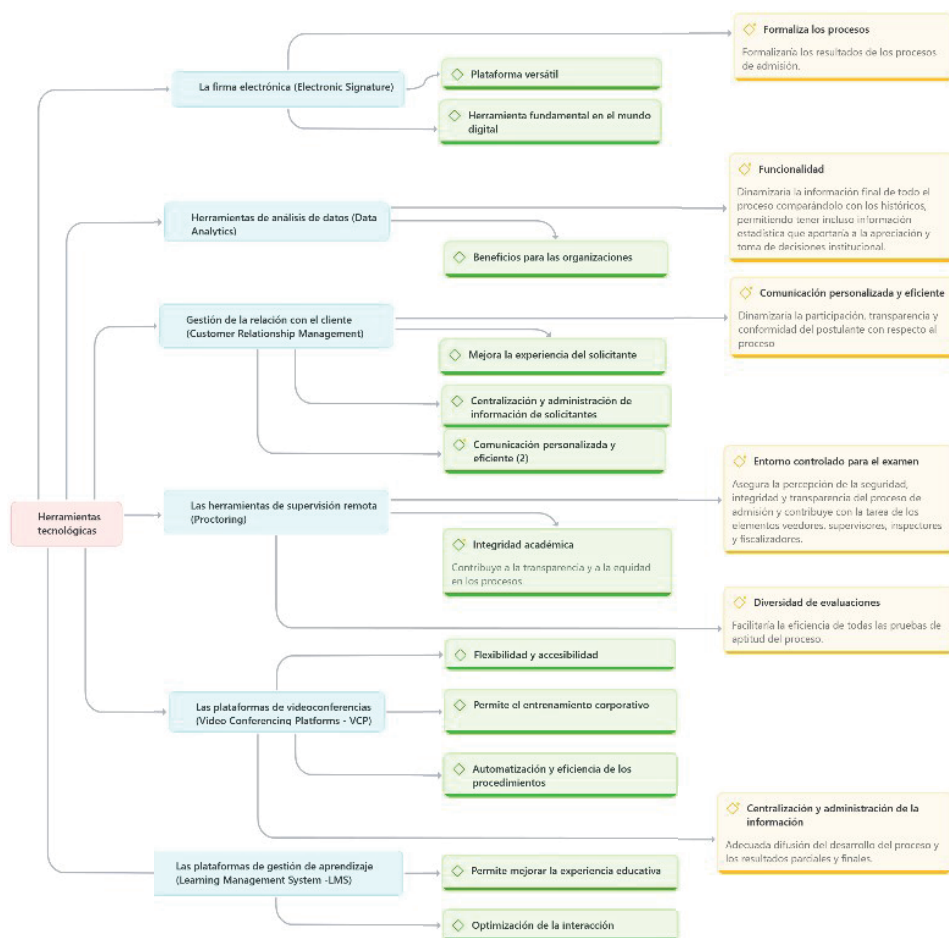 Herramientas
tecnológicas
La firma electrónica (Electronic Signature)
Formaliza los procesos
Formalizaría los resultados de los procesos
de admisión.
Plataforma versátil
Herramienta fundamental en el mundo
digital
Herramientas de análisis de datos (Data
Analytics)
Funcionalidad
Dinamizaría la información final de todo el
proceso comparándolo con los históricos,
permitiendo tener incluso información
estadística que aportaría a la apreciación y
toma de decisiones institucional.
Beneficios para las organizaciones
Gestión de la relación con el cliente
(Customer Relationship Management)
Comunicación personalizada y eficiente
Dinamizaría la participación, transparencia y
conformidad del postulante con respecto al
proceso
Mejora la experiencia del solicitante
Centralización y administración de
información de solicitantes
Comunicación personalizada y
eficiente (2)
Las herramientas de supervisión remota
(Proctoring)
Entorno controlado para el examen
Asegura la percepción de la seguridad,
integridad y transparencia del proceso de
admisión y contribuye con la tarea de los
elementos veedores, supervisores, inspectores
y fiscalizadores.
Integridad académica
Contribuye a la transparencia y a la equidad
en los procesos
Diversidad de evaluaciones
Facilitaría la eficiencia de todas las pruebas de
aptitud del proceso.
Las plataformas de videoconferencias
(Video Conferencing Platforms - VCP)
Flexibilidad y accesibilidad
Permite el entrenamiento corporativo
Automatización y eficiencia de los
procedimientos
Centralización y administración de la
información
Adecuada difusión del desarrollo del proceso y
los resultados parciales y finales.
Las plataformas de gestión de aprendizaje
(Learning Management System -LMS)
Permite mejorar la experiencia educativa
Optimización de la interacción